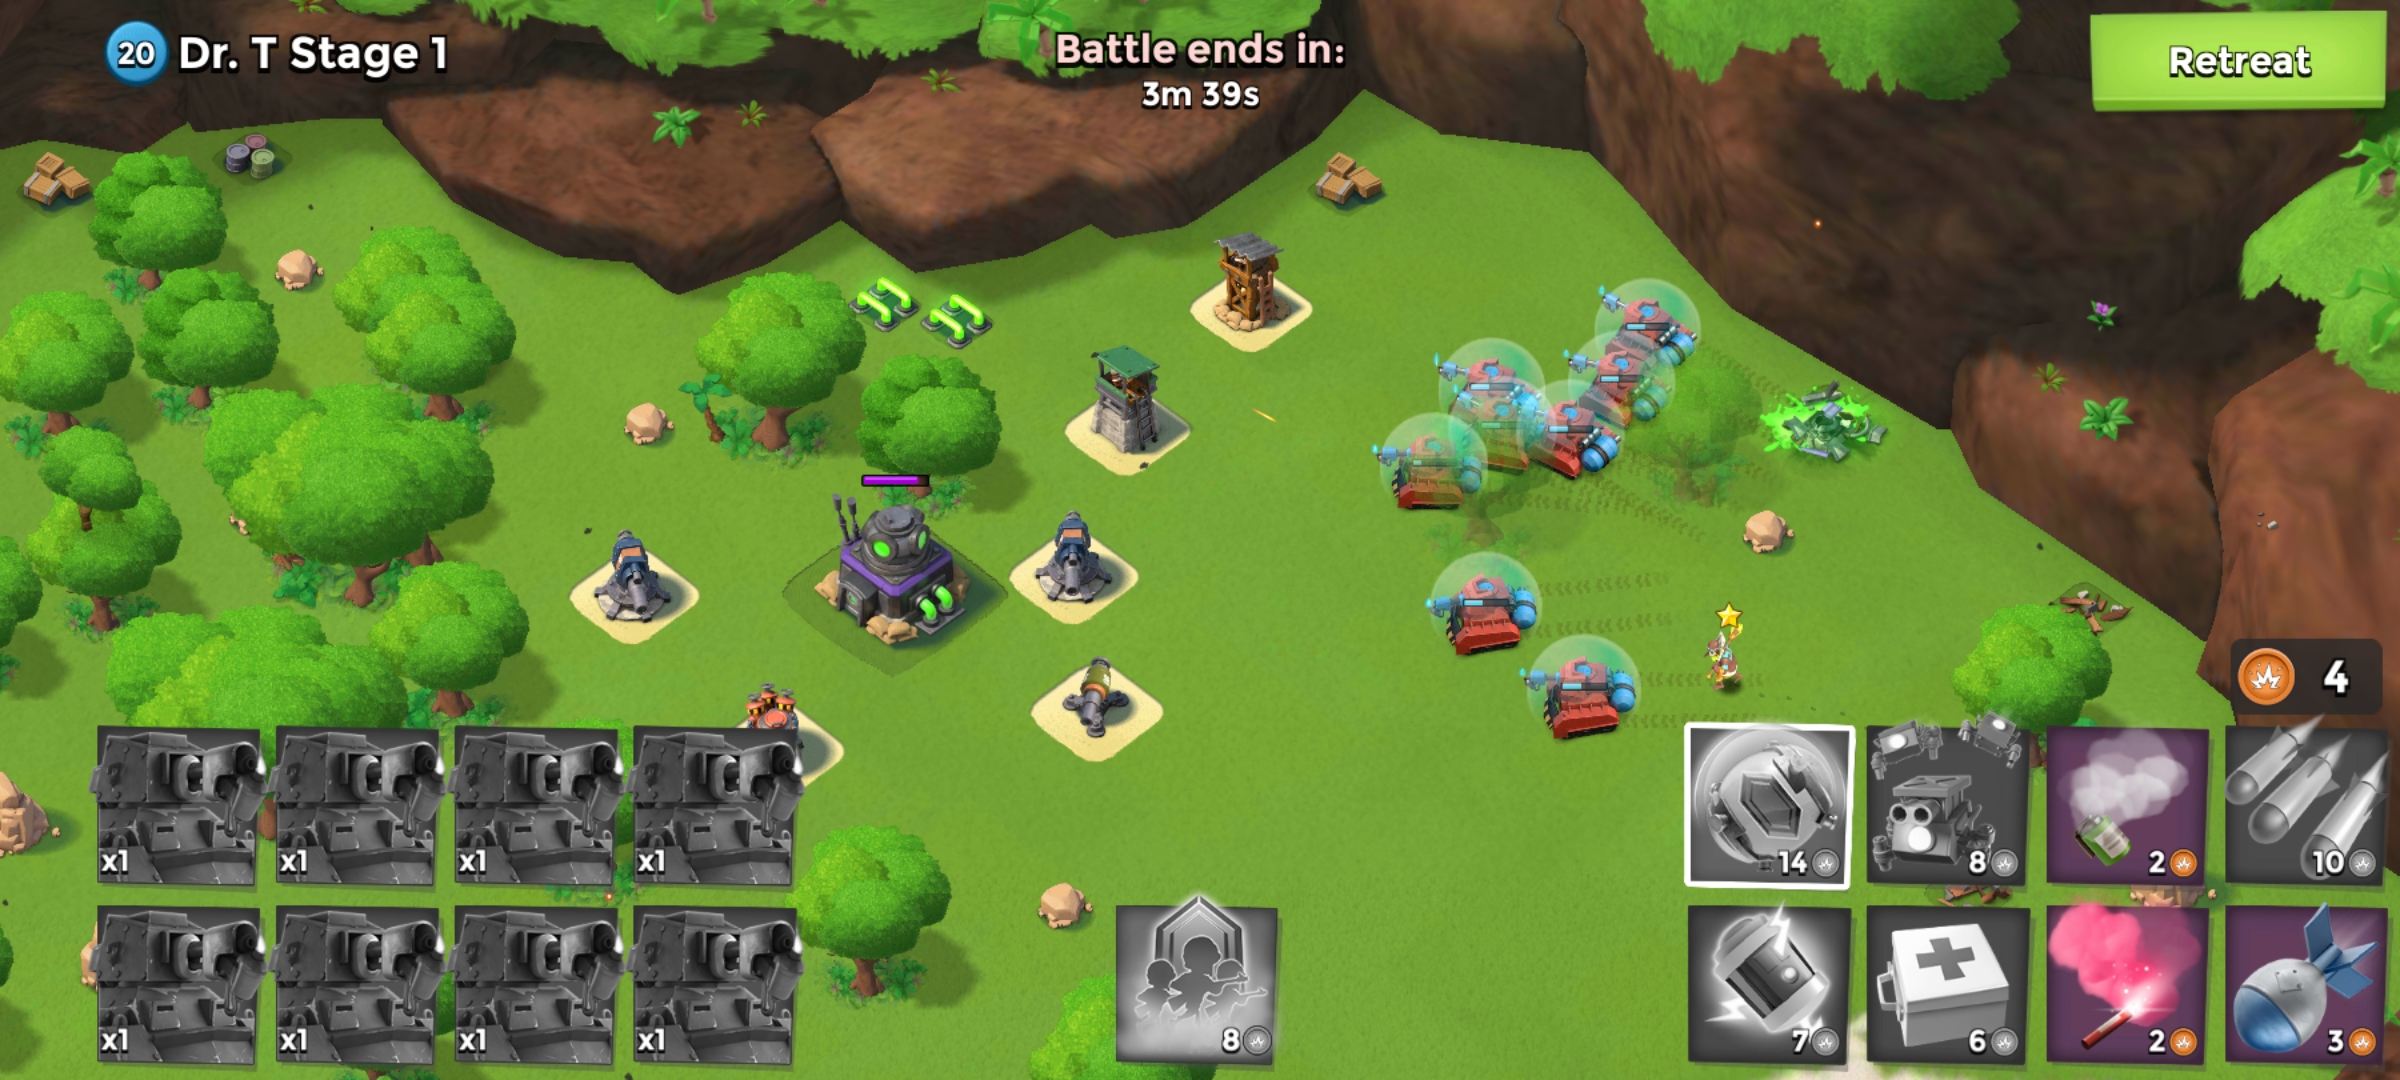 20 Dr. T Stage 1
Battle ends in:
3m 39s
Retreat
4
x1 x1 x1 x1
14 8 2 10
x1 x1 x1 x1
8
7 6 2 3